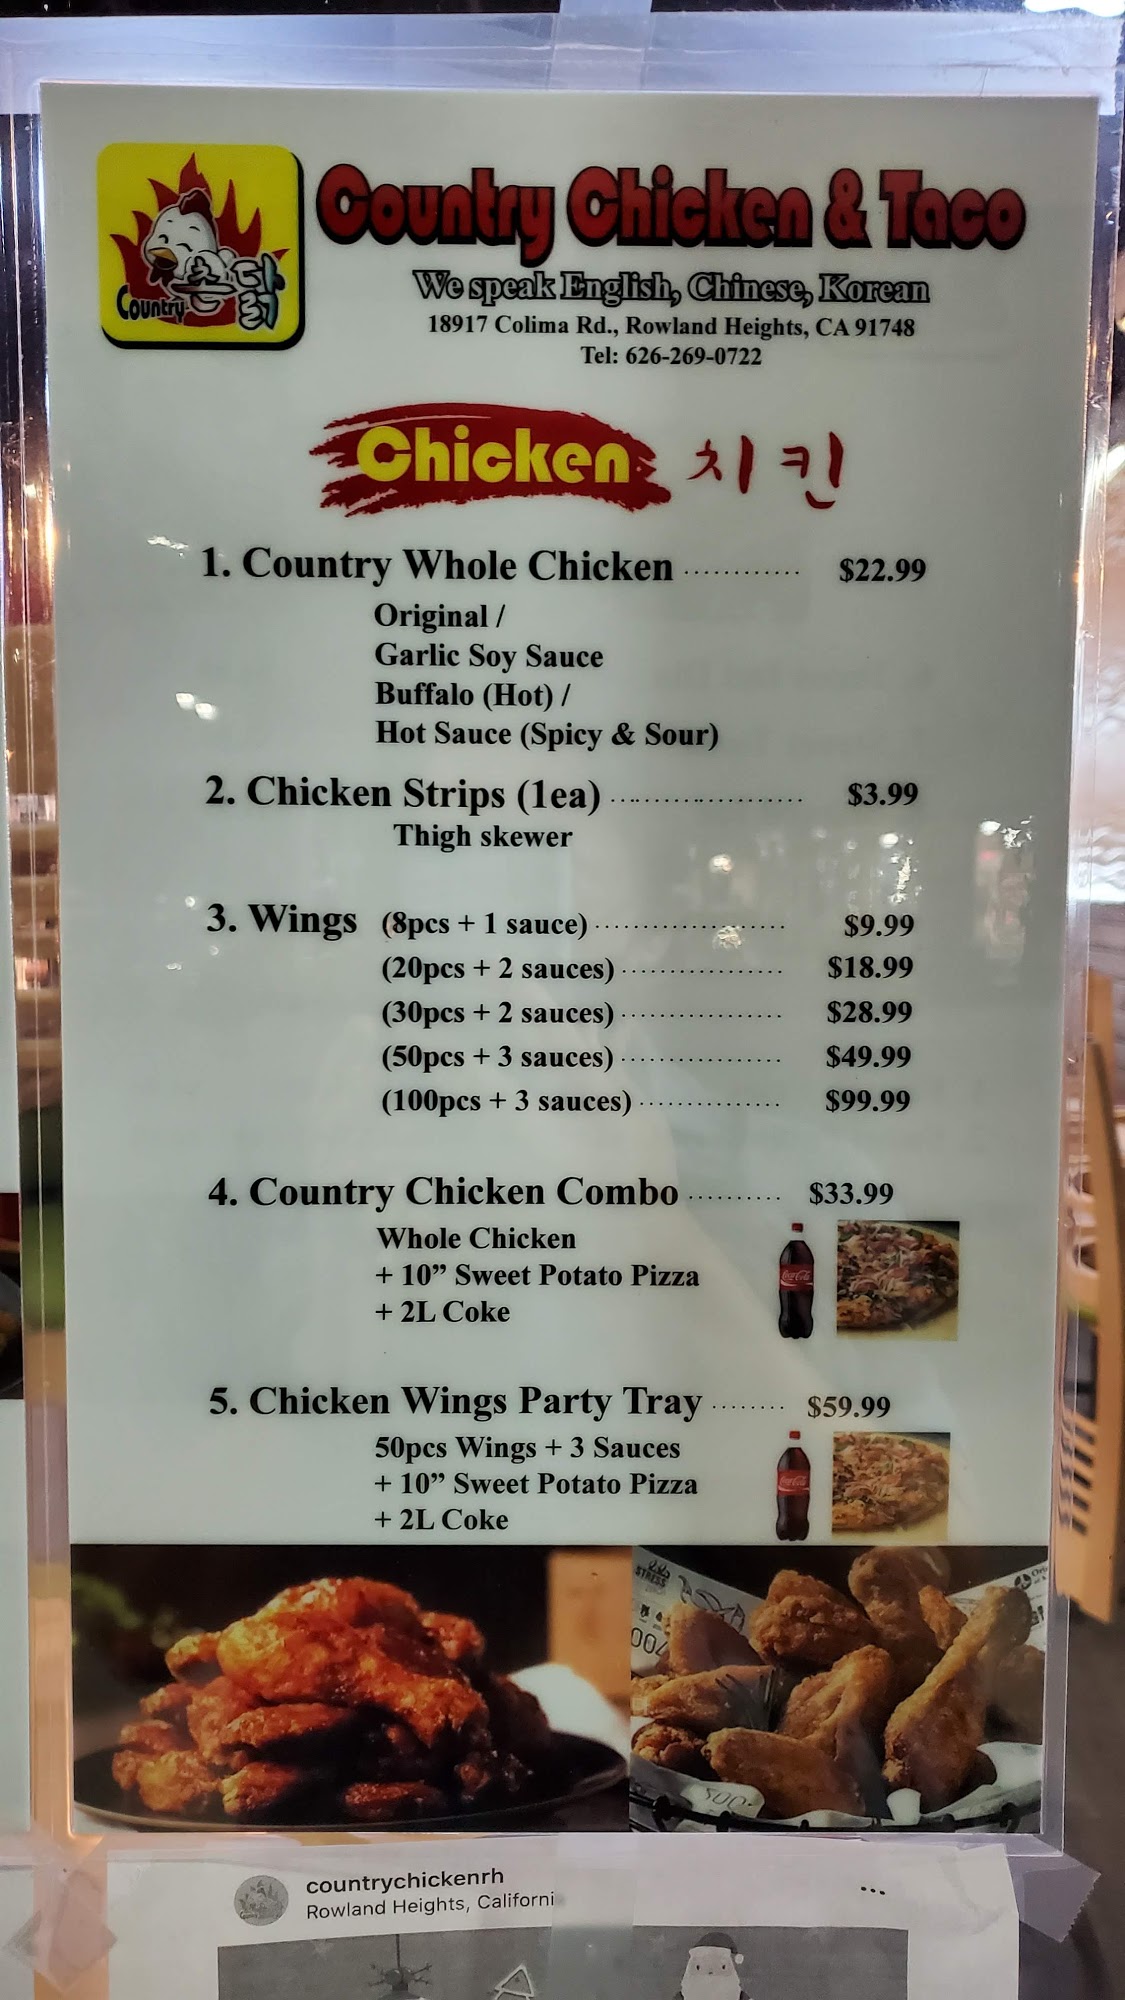 Country 촌닭
Country Chicken & Taco
We speak English, Chinese, Korean
18917 Colima Rd., Rowland Heights, CA 91748
Tel: 626-269-0722
Chicken 치킨
1. Country Whole Chicken ············ $22.99
Original /
Garlic Soy Sauce
Buffalo (Hot) /
Hot Sauce (Spicy & Sour)
2. Chicken Strips (1ea) ····················· $3.99
Thigh skewer
3. Wings (8pcs + 1 sauce) ···················· $9.99
(20pcs + 2 sauces) ················· $18.99
(30pcs + 2 sauces) ················· $28.99
(50pcs + 3 sauces) ················· $49.99
(100pcs + 3 sauces) ··············· $99.99
4. Country Chicken Combo ·········· $33.99
Whole Chicken
+ 10” Sweet Potato Pizza
+ 2L Coke
Coca-Cola
5. Chicken Wings Party Tray ········ $59.99
50pcs Wings + 3 Sauces
+ 10” Sweet Potato Pizza
+ 2L Coke
Coca-Cola
STRESS
countrychickenrh
Rowland Heights, Californi
...